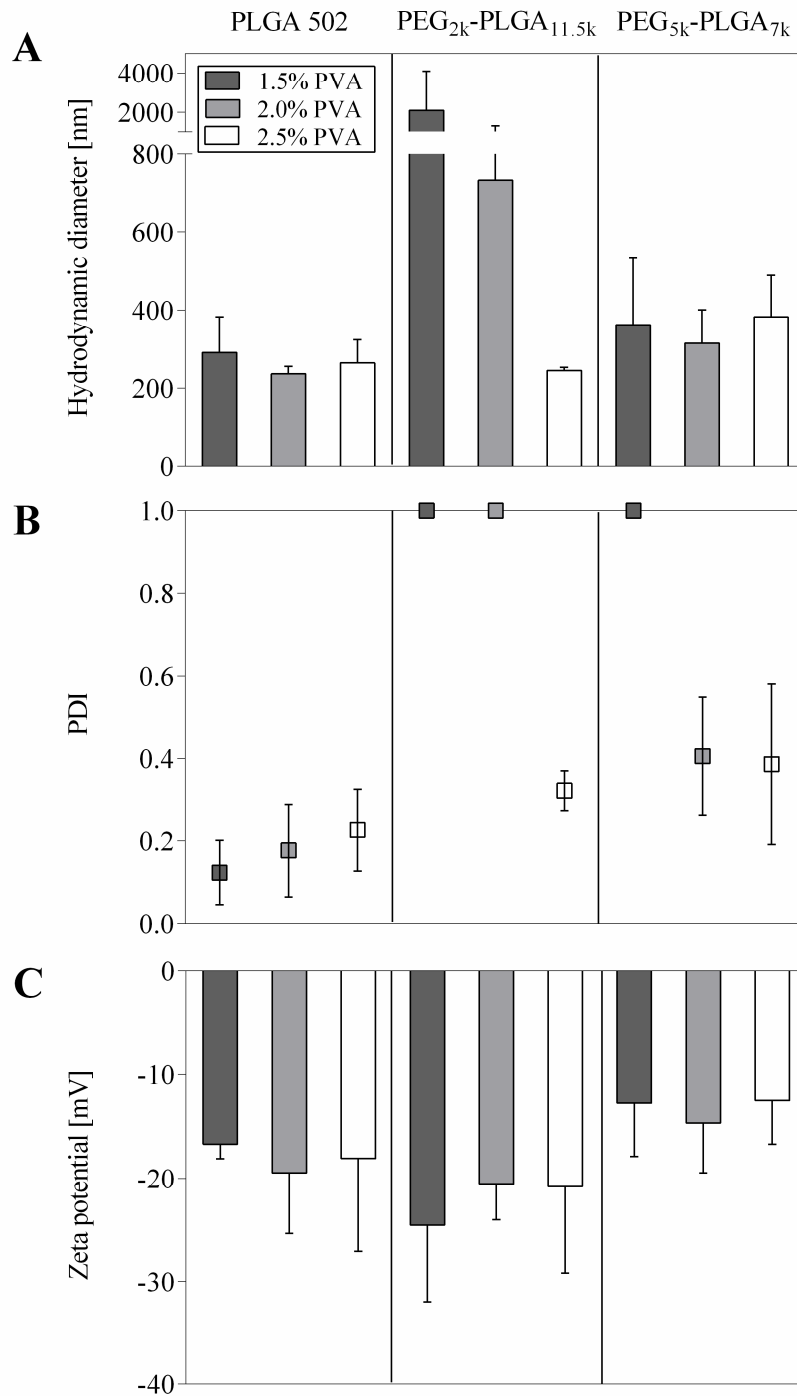 PLGA 502 PEG2k-PLGA11.5k PEG5k-PLGA7k
A
Hydrodynamic diameter [nm]
4000
2000
800
600
400
200
0
1.5% PVA
2.0% PVA
2.5% PVA
B
PDI
1.0
0.8
0.6
0.4
0.2
0.0
C
Zeta potential [mV]
0
-10
-20
-30
-40